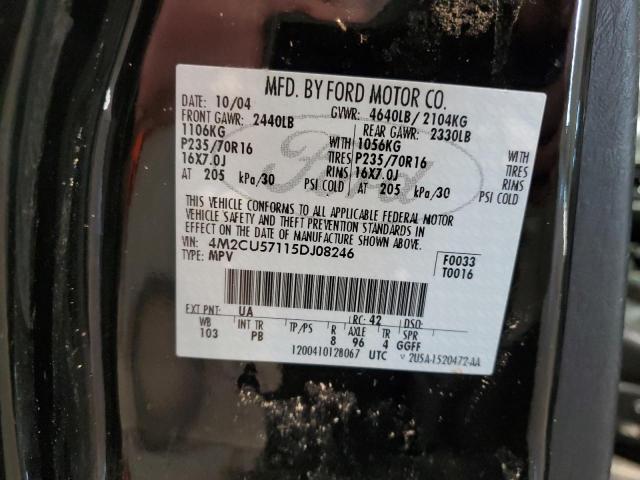 MFD. BY FORD MOTOR CO.
DATE: 10/04 GVWR: 4640LB/ 2104KG
FRONT GAWR: 2440LB REAR GAWR: 2330LB
1106KG WITH 1056KG WITH
P235/70R16 TIRES P235/70R16 TIRES
16X7.0J RIMS 16X7.0J RIMS
AT 205 kPa/30 PSI COLD AT 205 kPa/30 PSI COLD
Ford
THIS VEHICLE CONFORMS TO ALL APPLICABLE FEDERAL MOTOR
VEHICLE SAFETY AND THEFT PREVENTION STANDARDS IN
EFFECT ON THE DATE OF MANUFACTURE SHOWN ABOVE.
VIN: 4M2CU57115DJ08246 F0033
TYPE: MPV T0016
EXT PNT: UA RC: 42 DSO:
WB INT TR TP/PS R AXLE TR SPR
103 PB 8 96 4 GGFF
1200410128067 UTC V 2USA-1520472-AA